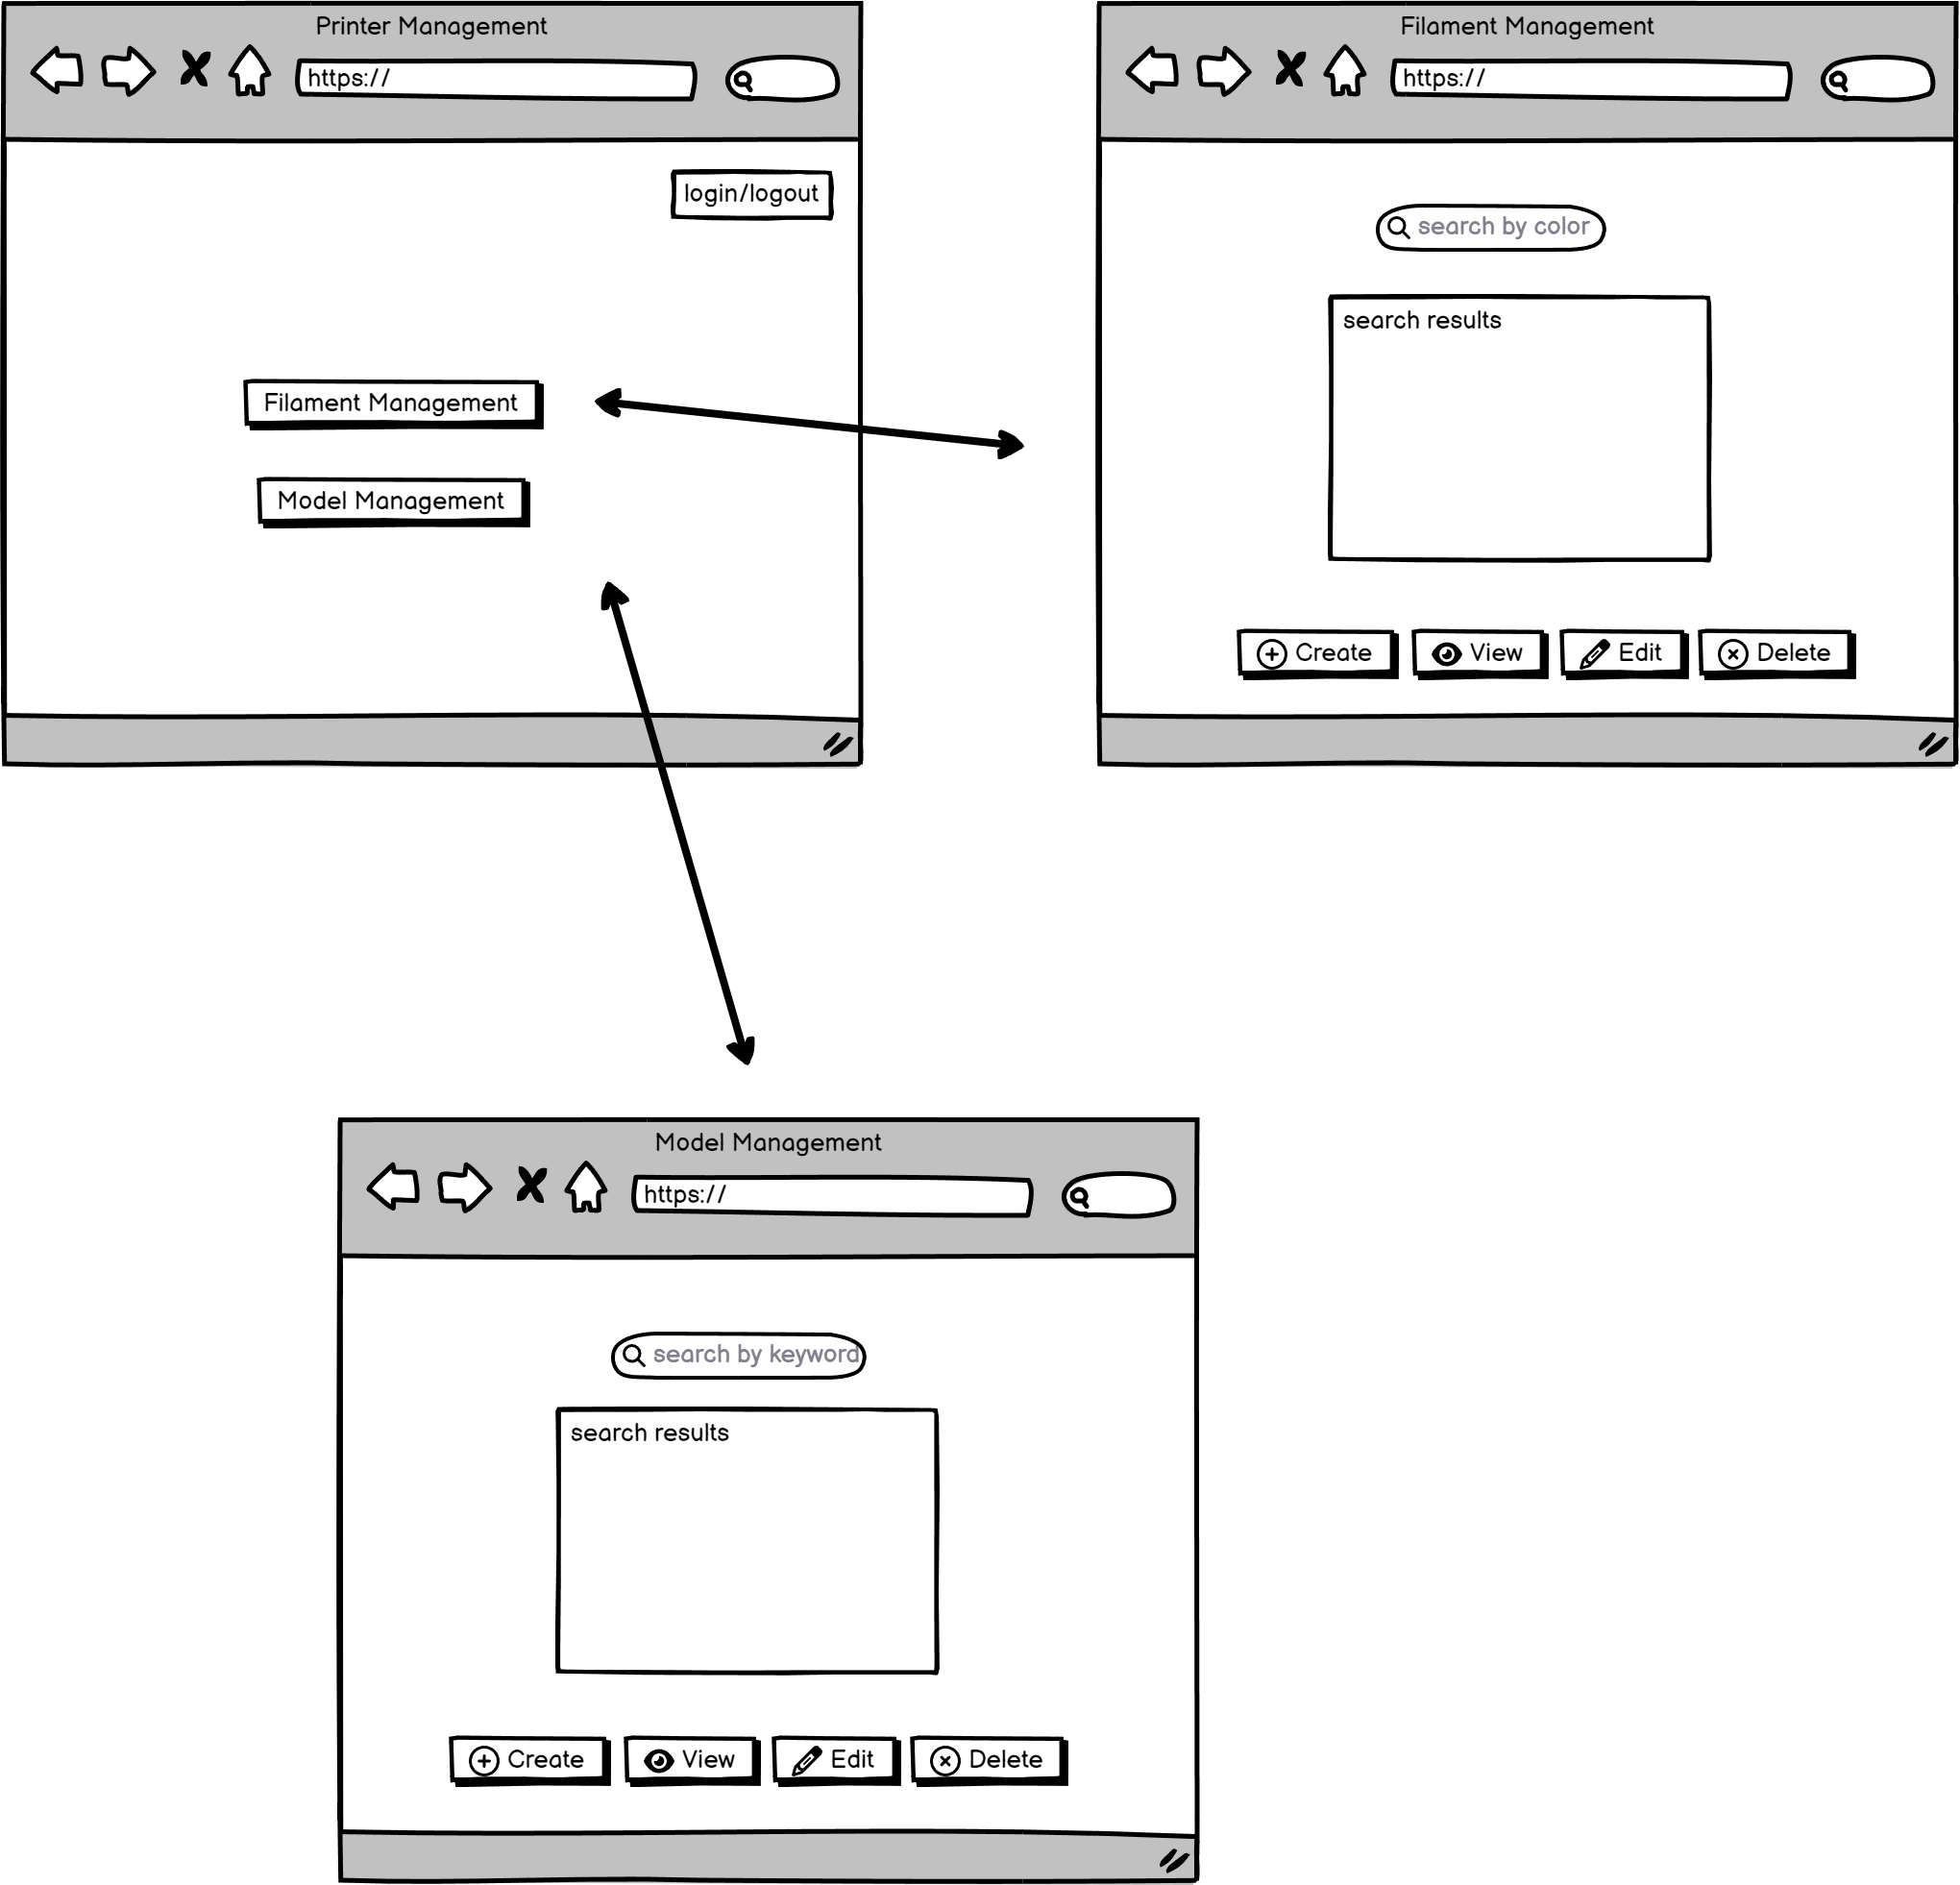 Printer Management
https://
login/logout
Filament Management
Model Management
Filament Management
https://
search by color
search results
Create
View
Edit
Delete
Model Management
https://
search by keyword
search results
Create
View
Edit
Delete